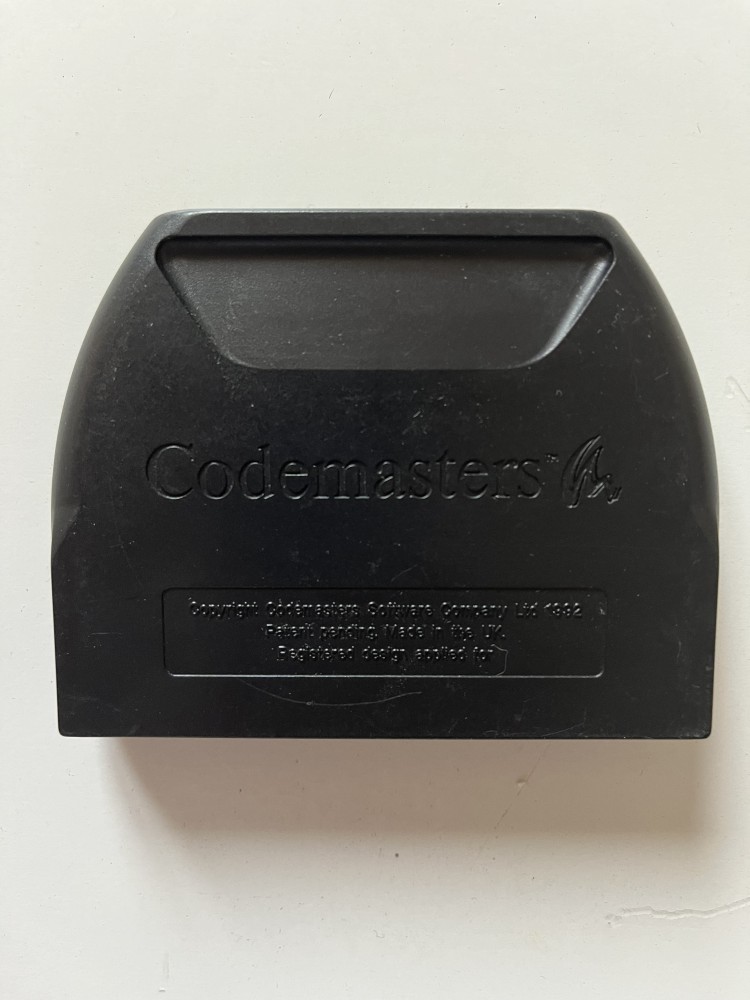 Codemasters™
Copyright Codemasters Software Company Ltd 1992
Patent pending. Made in the UK.
Registered design applied for